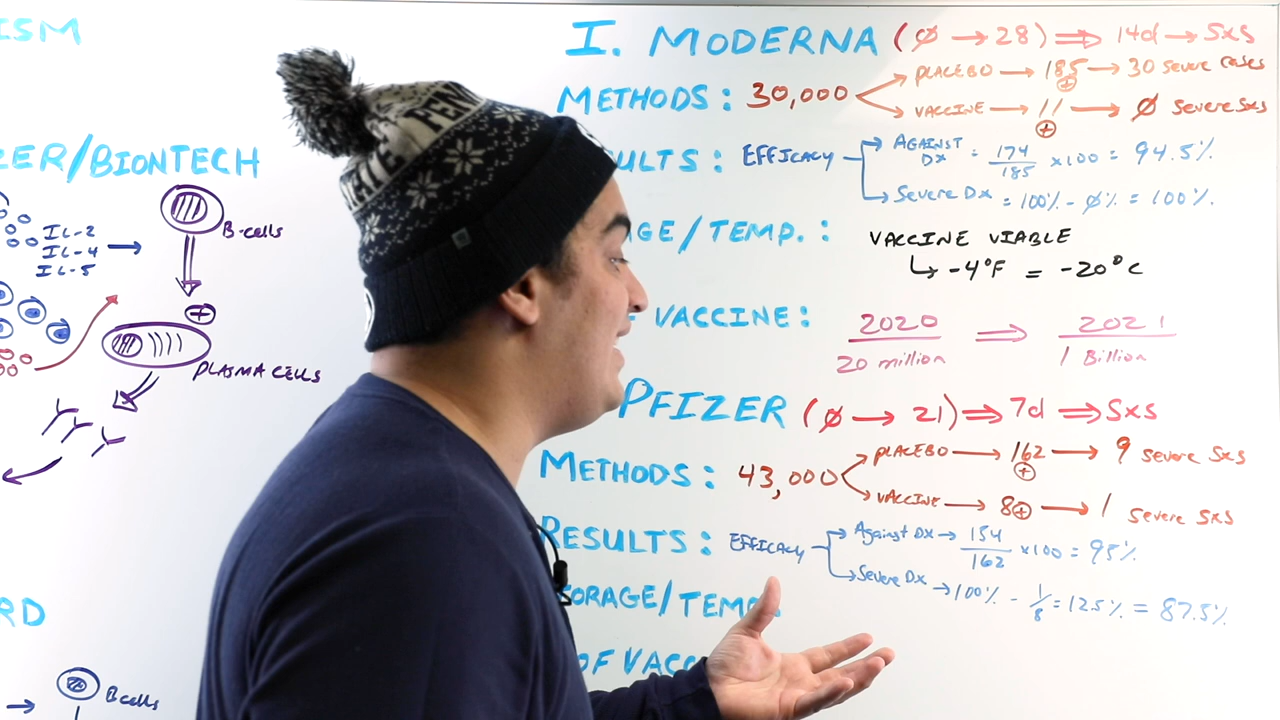 ISM
ZER/BIONTECH
IL-2
IL-4
IL-5
B-cells
+
PLASMA CELLS
RD
B cells
I. MODERNA (Ø → 28) ⇒ 14d → SxS
METHODS: 30,000
PLACEBO → 185 → 30 severe cases
+
VACCINE → 11 → Ø severe SxS
+
ULTS: EFFICACY
AGAINST DX = 174/185 x100 = 94.5%
Severe Dx = 100% - Ø% = 100%.
AGE/TEMP.:
VACCINE VIABLE
↳ -4°F = -20°C
F VACCINE:
2020 ⇒ 2021
20 million 1 Billion
PFIZER (Ø → 21) ⇒ 7d ⇒ SxS
METHODS: 43,000
PLACEBO → 162 → 9 severe SxS
+
VACCINE → 8 + → 1 severe SxS
RESULTS: EFFICACY
Against Dx → 154/162 x100 = 95%
Severe Dx → 100% - 1/8 = 12.5% = 87.5%
TORAGE/TEMP.
OF VACC